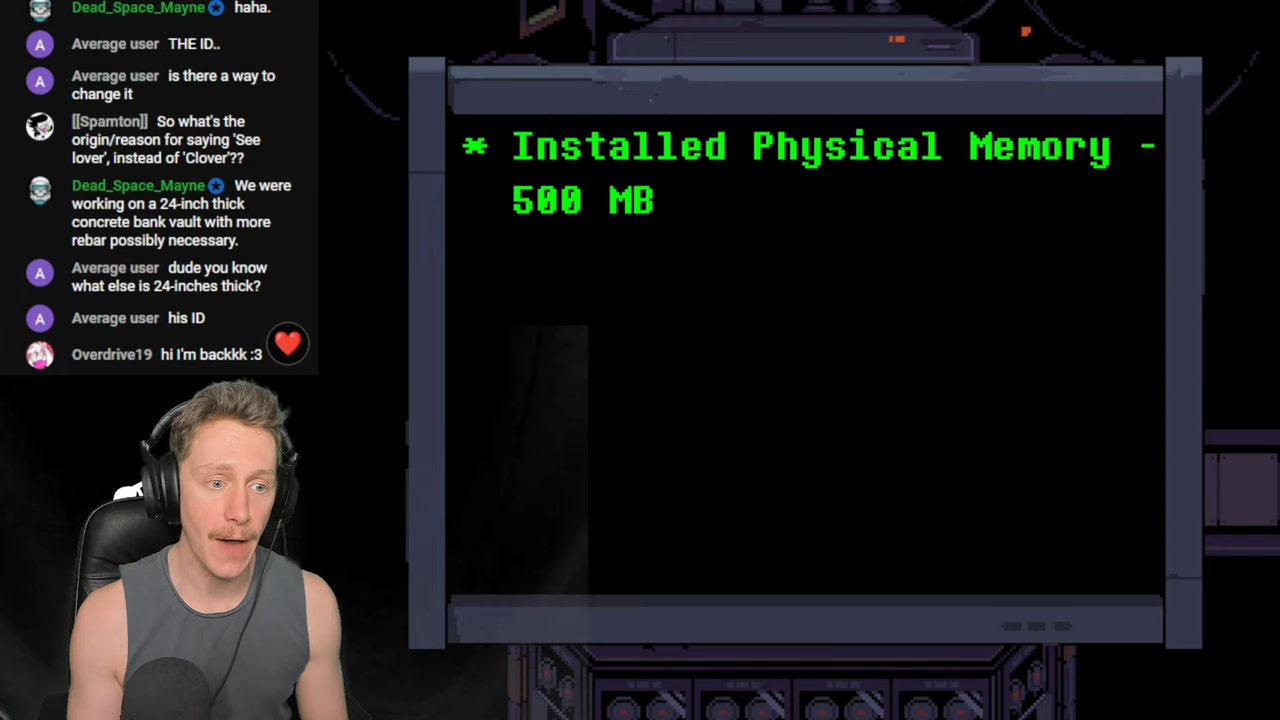 Dead_Space_Mayne haha.
Average user THE ID..
Average user is there a way to
change it
[[Spamton]] So what's the
origin/reason for saying 'See
lover', instead of 'Clover'??
Dead_Space_Mayne We were
working on a 24-inch thick
concrete bank vault with more
rebar possibly necessary.
Average user dude you know
what else is 24-inches thick?
Average user his ID
Overdrive19 hi I'm backkk :3
* Installed Physical Memory -
500 MB